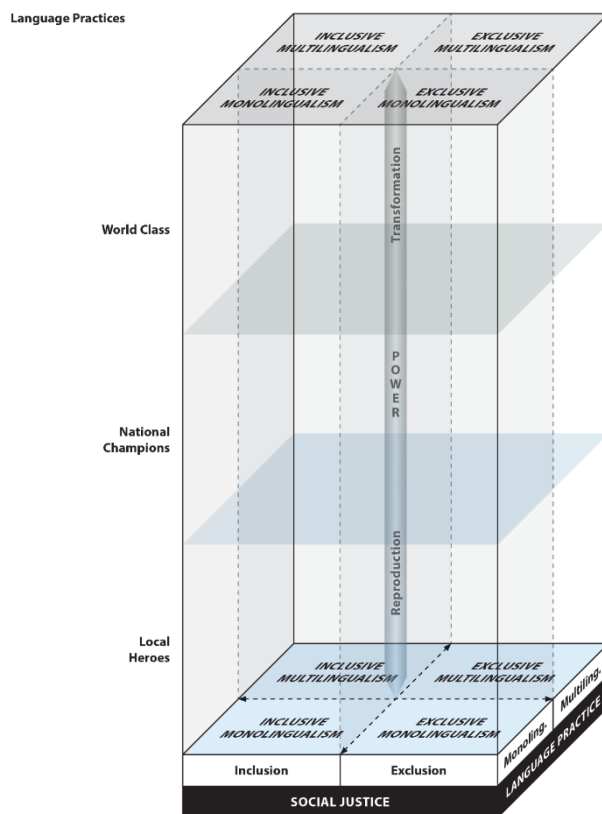 Language Practices
INCLUSIVE
MULTILINGUALISM
EXCLUSIVE
MULTILINGUALISM
INCLUSIVE
MONOLINGUALISM
EXCLUSIVE
MONOLINGUALISM
Transformation
World Class
POWER
National
Champions
Reproduction
Local
Heroes
INCLUSIVE
MULTILINGUALISM
EXCLUSIVE
MULTILINGUALISM
INCLUSIVE
MONOLINGUALISM
EXCLUSIVE
MONOLINGUALISM
Monoling.
Multiling.
LANGUAGE PRACTICE
Inclusion
Exclusion
SOCIAL JUSTICE